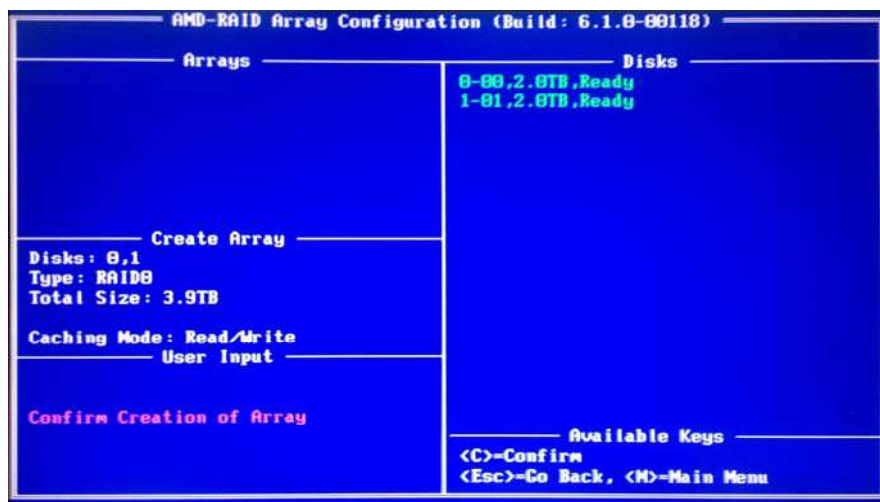 AMD-RAID Array Configuration (Build: 6.1.0-00118)
Arrays
Disks
0-00,2.0TB,Ready
1-01,2.0TB,Ready
Create Array
Disks: 0,1
Type: RAID0
Total Size: 3.9TB
Caching Mode: Read/Write
User Input
Confirm Creation of Array
Available Keys
<C>=Confirm
<Esc>=Go Back, <M>=Main Menu